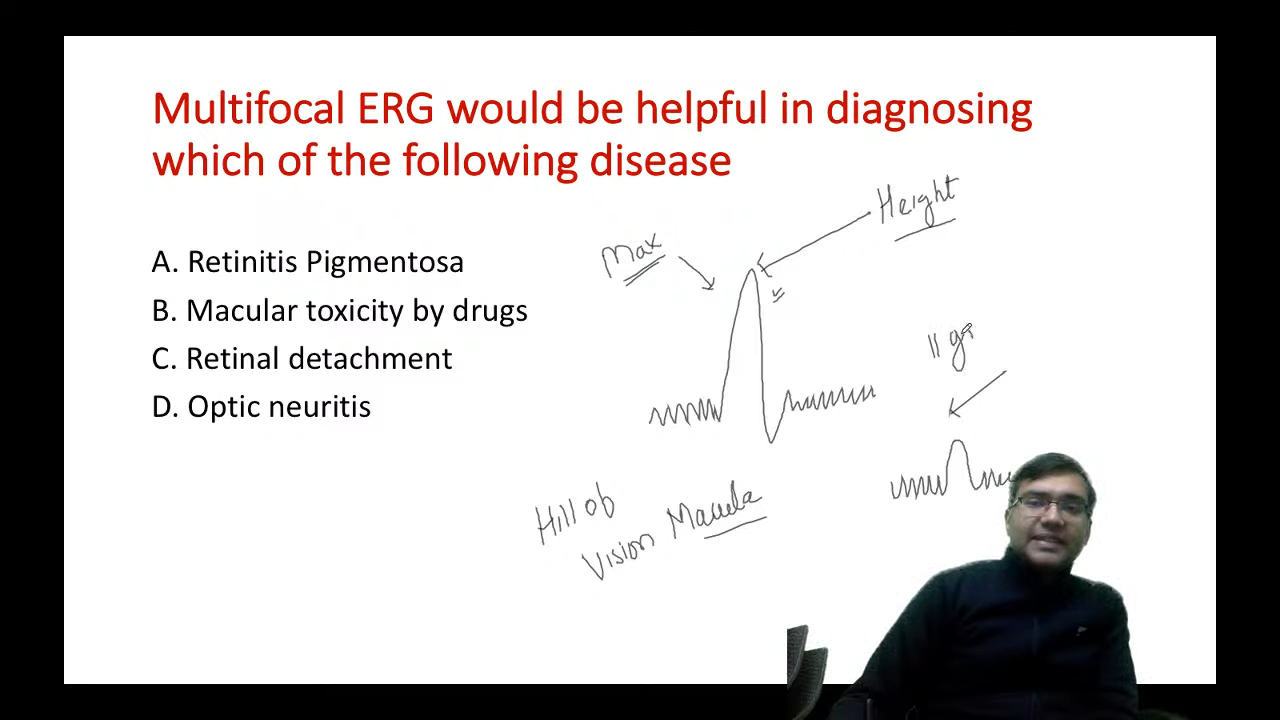 Multifocal ERG would be helpful in diagnosing
which of the following disease
A. Retinitis Pigmentosa
B. Macular toxicity by drugs
C. Retinal detachment
D. Optic neuritis
Height
Max
Hill ob
Vision Macula